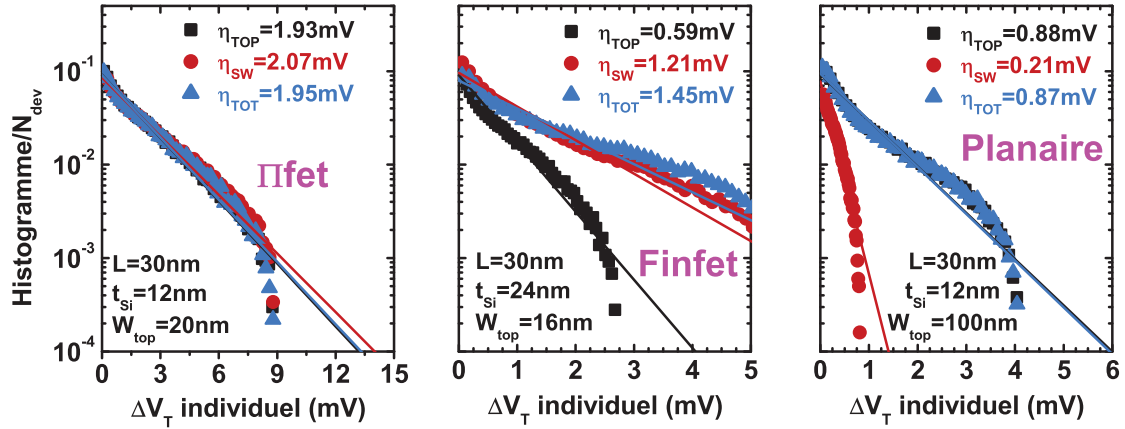 Histogramme/N_dev
10^-1
10^-2
10^-3
10^-4
η_TOP=1.93mV
η_SW=2.07mV
η_TOT=1.95mV
Πfet
L=30nm
t_Si=12nm
W_top=20nm
0 3 6 9 12 15
ΔV_T individuel (mV)
η_TOP=0.59mV
η_SW=1.21mV
η_TOT=1.45mV
Finfet
L=30nm
t_Si=24nm
W_top=16nm
0 1 2 3 4 5
ΔV_T individuel (mV)
η_TOP=0.88mV
η_SW=0.21mV
η_TOT=0.87mV
Planaire
L=30nm
t_Si=12nm
W_top=100nm
0 1 2 3 4 5 6
ΔV_T individuel (mV)